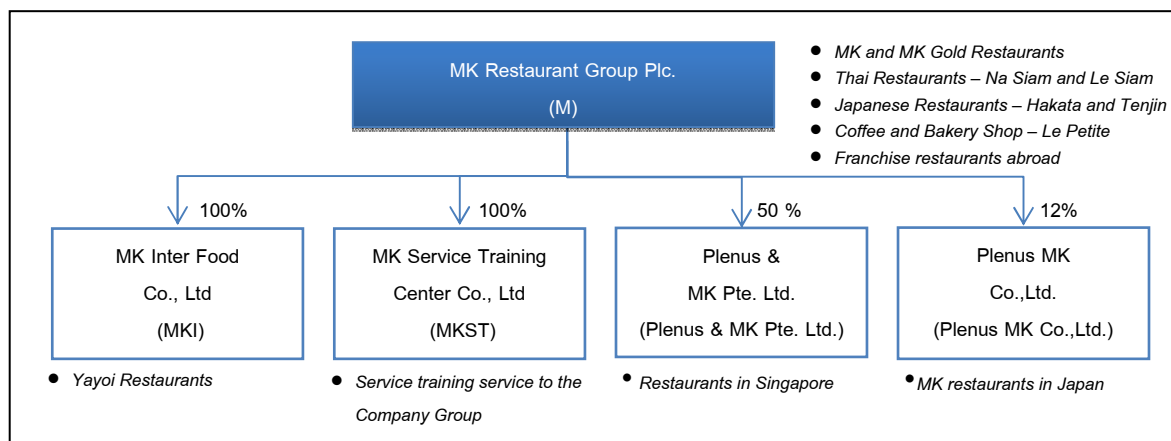 MK Restaurant Group Plc.
(M)
● MK and MK Gold Restaurants
● Thai Restaurants – Na Siam and Le Siam
● Japanese Restaurants – Hakata and Tenjin
● Coffee and Bakery Shop – Le Petite
● Franchise restaurants abroad
100%
MK Inter Food
Co., Ltd
(MKI)
● Yayoi Restaurants
100%
MK Service Training
Center Co., Ltd
(MKST)
● Service training service to the
Company Group
50 %
Plenus &
MK Pte. Ltd.
(Plenus & MK Pte. Ltd.)
● Restaurants in Singapore
12%
Plenus MK
Co.,Ltd.
(Plenus MK Co.,Ltd.)
● MK restaurants in Japan